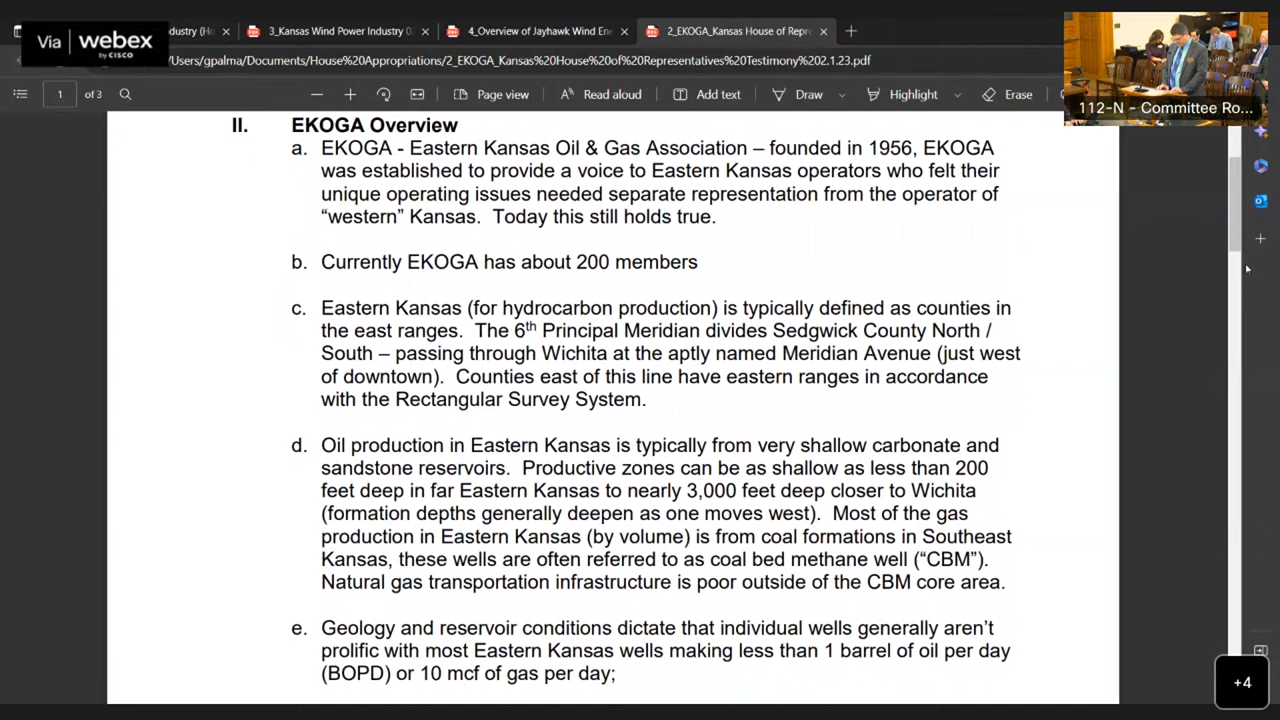 Via webex
by CISCO
ndustry (Ho
3_Kansas Wind Power Industry 0
4_Overview of Jayhawk Wind Ene
2_EKOGA_Kansas House of Repre
/Users/gpalma/Documents/House%20Appropriations/2_EKOGA_Kansas%20House%20of%20Representatives%20Testimony%202.1.23.pdf
112-N - Committee Ro...
1 of 3
Page view
Read aloud
Add text
Draw
Highlight
Erase
II. EKOGA Overview
a. EKOGA - Eastern Kansas Oil & Gas Association – founded in 1956, EKOGA
was established to provide a voice to Eastern Kansas operators who felt their
unique operating issues needed separate representation from the operator of
“western” Kansas. Today this still holds true.
b. Currently EKOGA has about 200 members
c. Eastern Kansas (for hydrocarbon production) is typically defined as counties in
the east ranges. The 6th Principal Meridian divides Sedgwick County North /
South – passing through Wichita at the aptly named Meridian Avenue (just west
of downtown). Counties east of this line have eastern ranges in accordance
with the Rectangular Survey System.
d. Oil production in Eastern Kansas is typically from very shallow carbonate and
sandstone reservoirs. Productive zones can be as shallow as less than 200
feet deep in far Eastern Kansas to nearly 3,000 feet deep closer to Wichita
(formation depths generally deepen as one moves west). Most of the gas
production in Eastern Kansas (by volume) is from coal formations in Southeast
Kansas, these wells are often referred to as coal bed methane well (“CBM”).
Natural gas transportation infrastructure is poor outside of the CBM core area.
e. Geology and reservoir conditions dictate that individual wells generally aren’t
prolific with most Eastern Kansas wells making less than 1 barrel of oil per day
(BOPD) or 10 mcf of gas per day;
+4